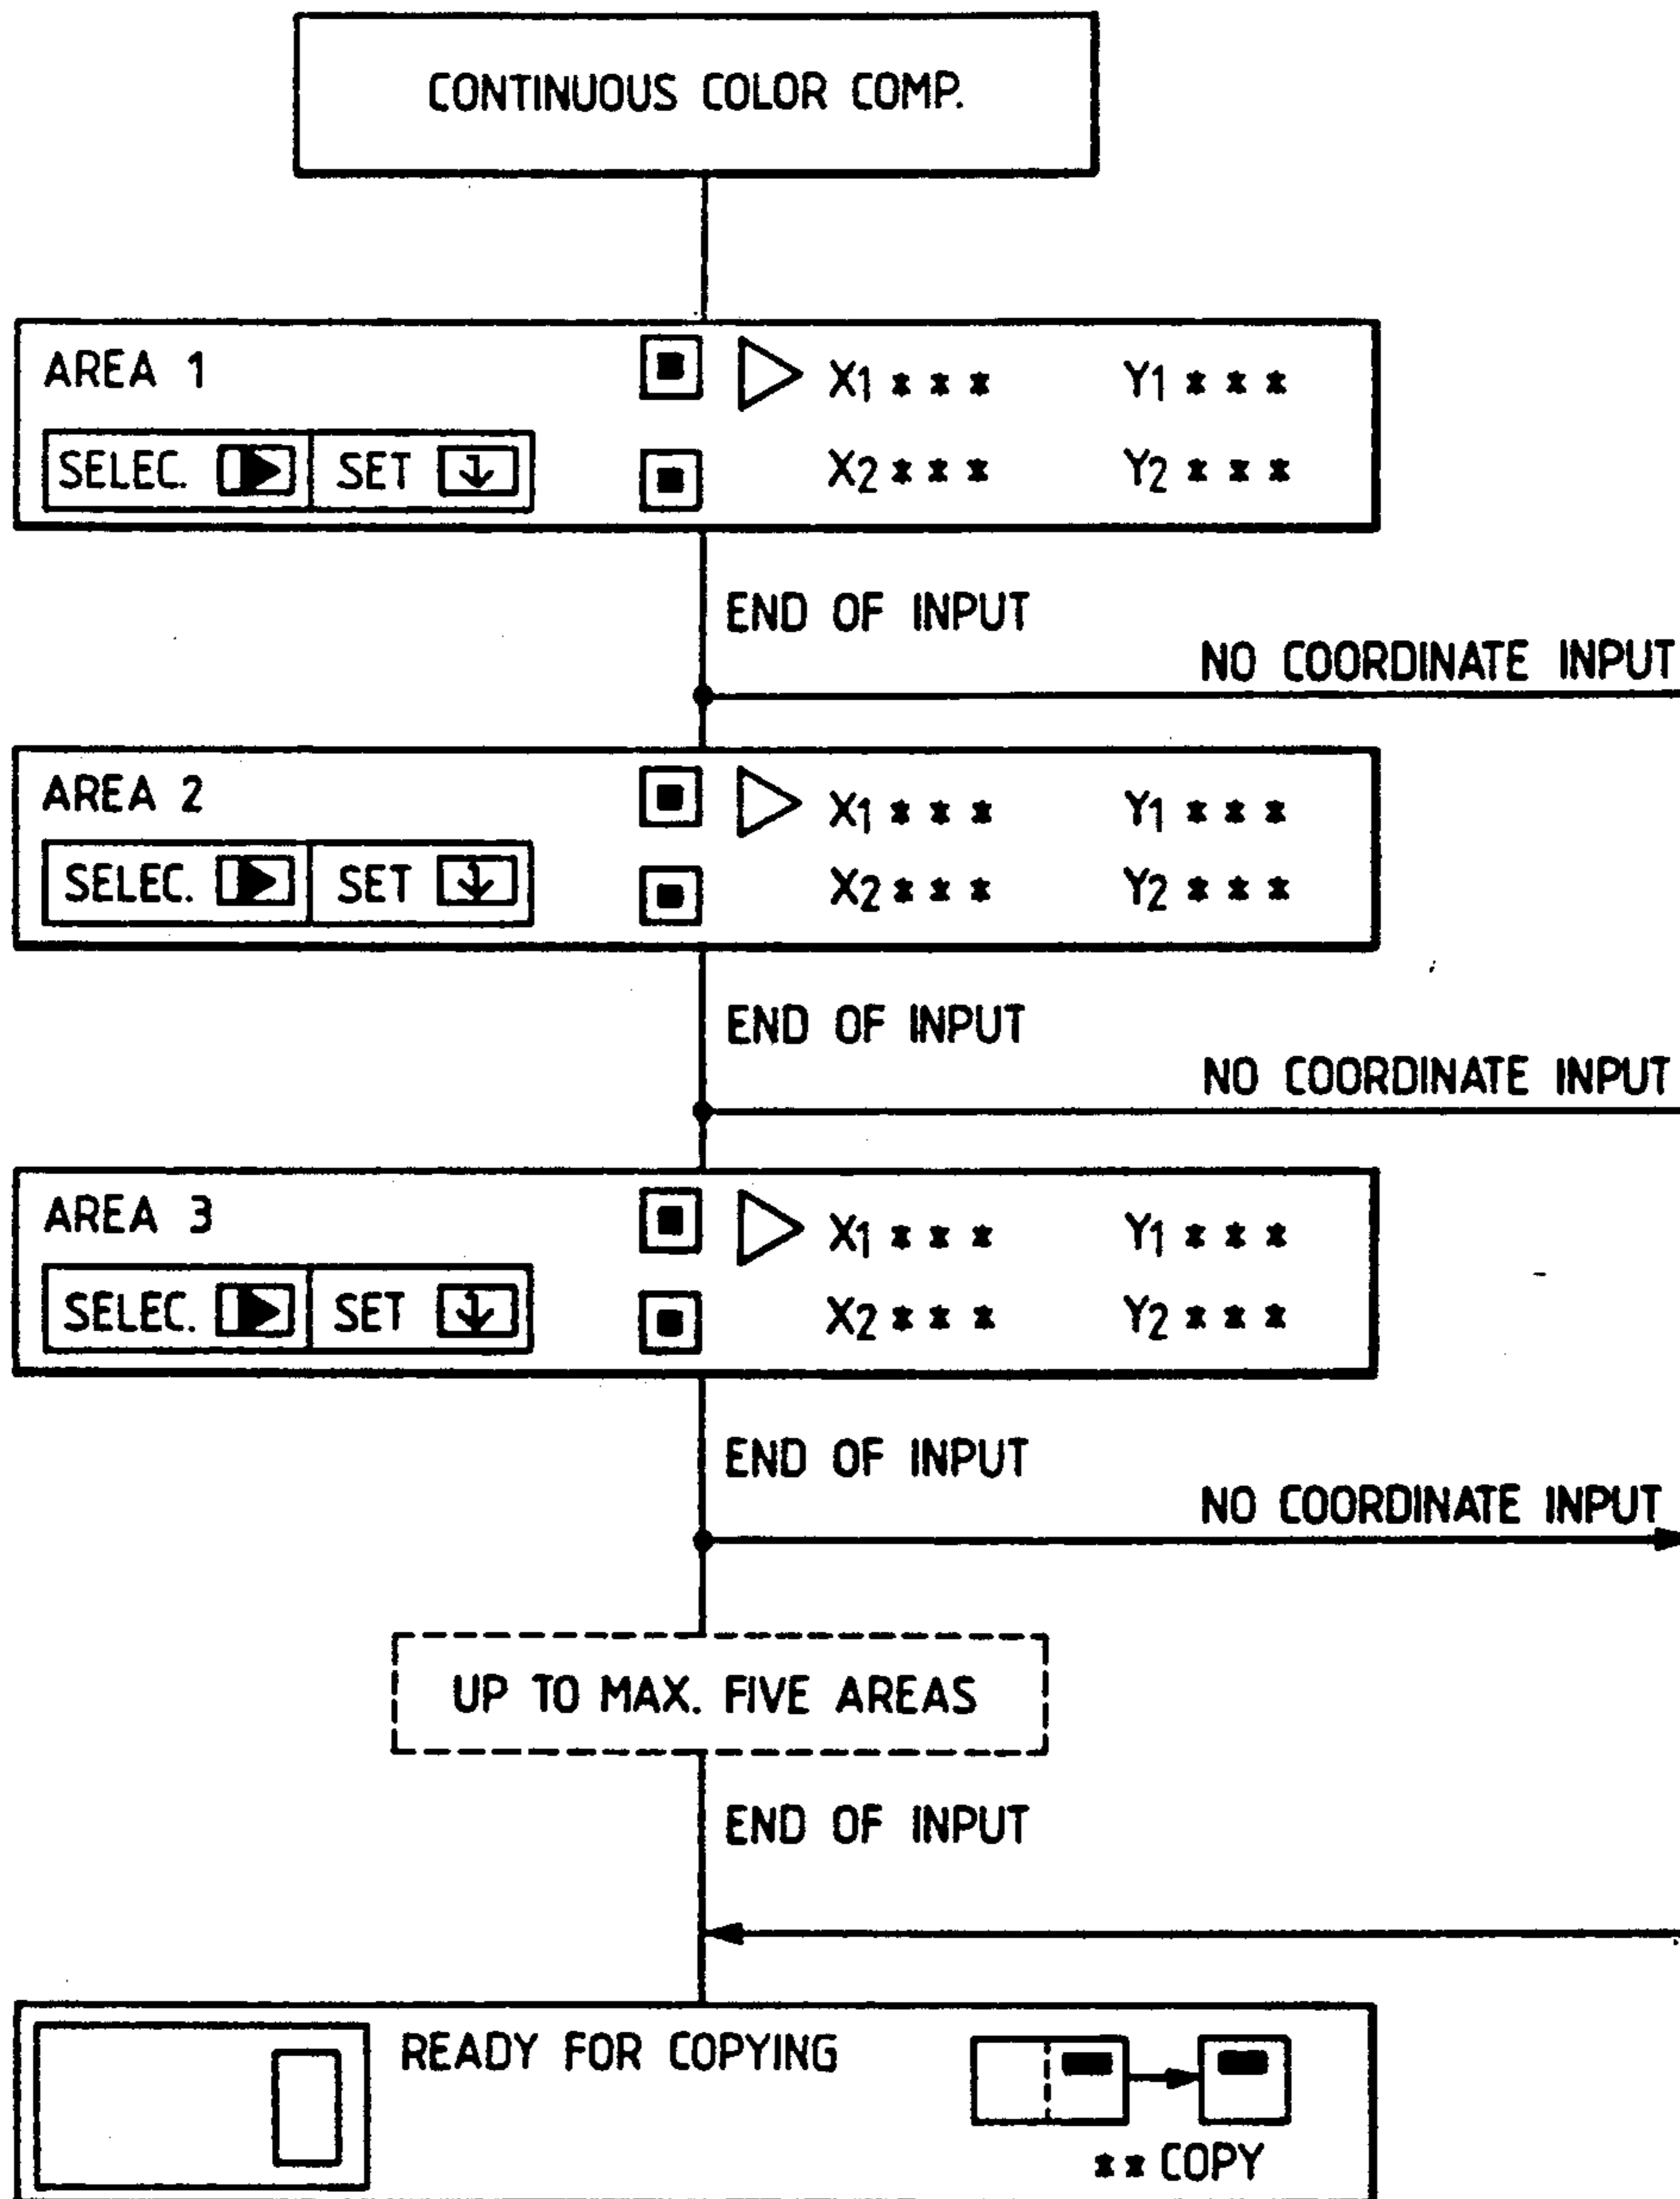 CONTINUOUS COLOR COMP.
AREA 1
X1 * * * Y1 * * *
SELEC. SET
X2 * * * Y2 * * *
END OF INPUT
NO COORDINATE INPUT
AREA 2
X1 * * * Y1 * * *
SELEC. SET
X2 * * * Y2 * * *
END OF INPUT
NO COORDINATE INPUT
AREA 3
X1 * * * Y1 * * *
SELEC. SET
X2 * * * Y2 * * *
END OF INPUT
NO COORDINATE INPUT
UP TO MAX. FIVE AREAS
END OF INPUT
READY FOR COPYING
* * COPY